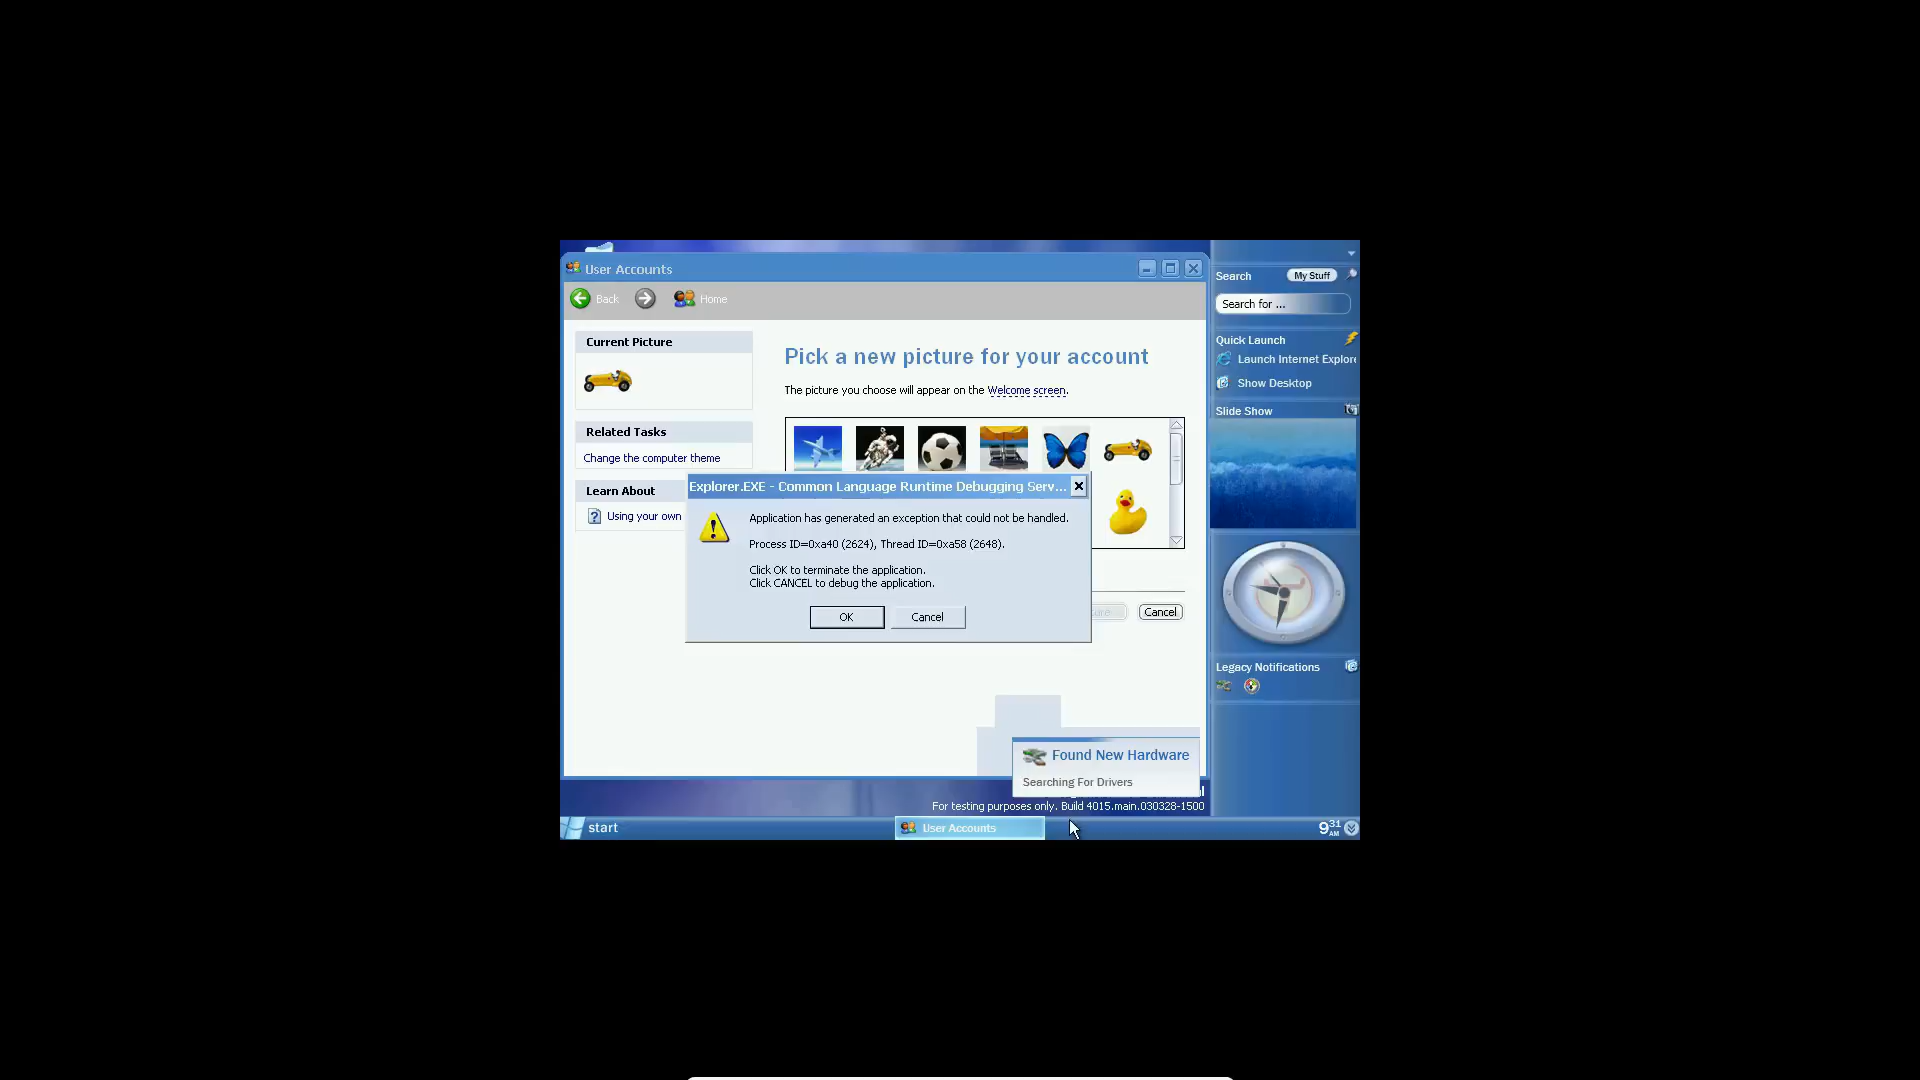 User Accounts
Back
Home
Current Picture
Related Tasks
Change the computer theme
Learn About
Using your own
Pick a new picture for your account
The picture you choose will appear on the Welcome screen.
Cancel
Explorer.EXE - Common Language Runtime Debugging Serv...
Application has generated an exception that could not be handled.
Process ID=0xa40 (2624), Thread ID=0xa58 (2648).
Click OK to terminate the application.
Click CANCEL to debug the application.
OK
Cancel
Search
My Stuff
Search for ...
Quick Launch
Launch Internet Explore
Show Desktop
Slide Show
Legacy Notifications
Found New Hardware
Searching For Drivers
For testing purposes only. Build 4015.main.030328-1500
start
User Accounts
9 31 AM